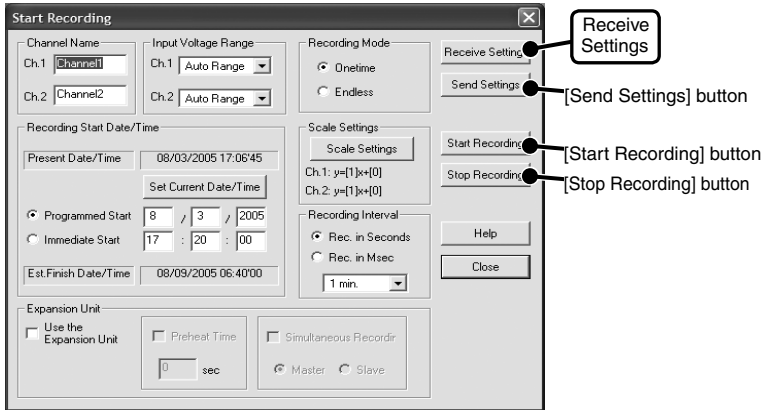 Start Recording
Channel Name
Ch.1 Channel1
Ch.2 Channel2
Input Voltage Range
Ch.1 Auto Range
Ch.2 Auto Range
Recording Mode
Onetime
Endless
Receive Setting
Send Settings
Receive
Settings
[Send Settings] button
Recording Start Date/Time
Present Date/Time 08/03/2005 17:06'45
Set Current Date/Time
Programmed Start 8 / 3 / 2005
Immediate Start 17 : 20 : 00
Est.Finish Date/Time 08/09/2005 06:40'00
Scale Settings
Scale Settings
Ch.1: y=[1]x+[0]
Ch.2: y=[1]x+[0]
Recording Interval
Rec. in Seconds
Rec. in Msec
1 min.
Start Recording
Stop Recording
[Start Recording] button
[Stop Recording] button
Help
Close
Expansion Unit
Use the
Expansion Unit
Preheat Time
0 sec
Simultaneous Recordir
Master Slave